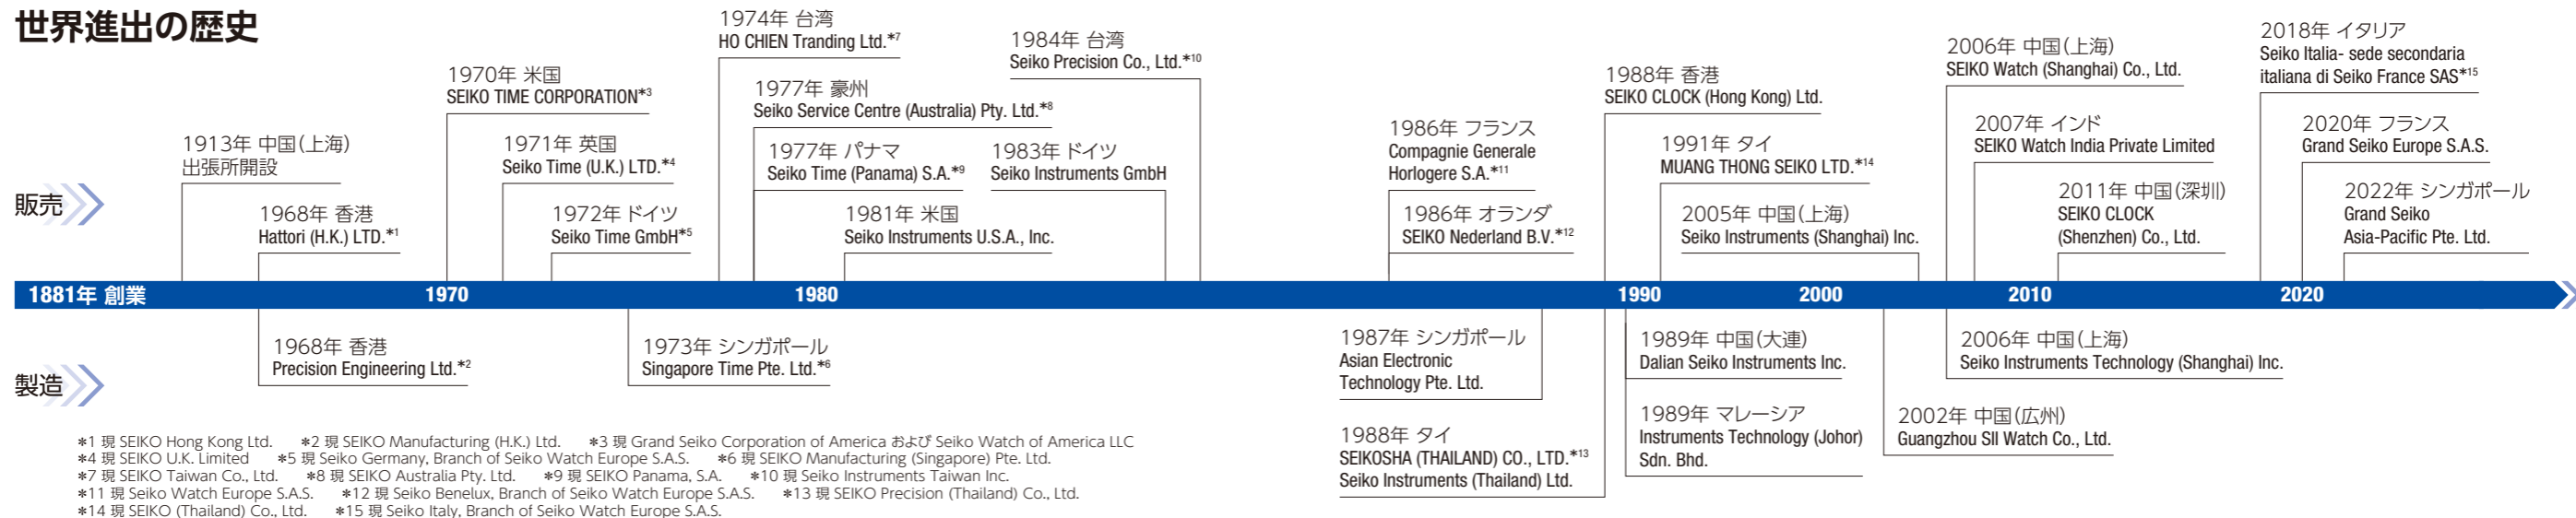 世界進出の歴史
販売
1913年 中国（上海）
出張所開設
1968年 香港
Hattori (H.K.) LTD.*1
1970年 米国
SEIKO TIME CORPORATION*3
1971年 英国
Seiko Time (U.K.) LTD.*4
1972年 ドイツ
Seiko Time GmbH*5
1974年 台湾
HO CHIEN Tranding Ltd.*7
1977年 豪州
Seiko Service Centre (Australia) Pty. Ltd.*8
1977年 パナマ
Seiko Time (Panama) S.A.*9
1981年 米国
Seiko Instruments U.S.A., Inc.
1983年 ドイツ
Seiko Instruments GmbH
1984年 台湾
Seiko Precision Co., Ltd.*10
1986年 フランス
Compagnie Generale
Horlogere S.A.*11
1986年 オランダ
SEIKO Nederland B.V.*12
1988年 香港
SEIKO CLOCK (Hong Kong) Ltd.
1991年 タイ
MUANG THONG SEIKO LTD.*14
2005年 中国（上海）
Seiko Instruments (Shanghai) Inc.
2006年 中国（上海）
SEIKO Watch (Shanghai) Co., Ltd.
2007年 インド
SEIKO Watch India Private Limited
2011年 中国（深圳）
SEIKO CLOCK
(Shenzhen) Co., Ltd.
2018年 イタリア
Seiko Italia- sede secondaria
italiana di Seiko France SAS*15
2020年 フランス
Grand Seiko Europe S.A.S.
2022年 シンガポール
Grand Seiko
Asia-Pacific Pte. Ltd.
1881年 創業 1970 1980 1990 2000 2010 2020
製造
1968年 香港
Precision Engineering Ltd.*2
1973年 シンガポール
Singapore Time Pte. Ltd.*6
1987年 シンガポール
Asian Electronic
Technology Pte. Ltd.
1988年 タイ
SEIKOSHA (THAILAND) CO., LTD.*13
Seiko Instruments (Thailand) Ltd.
1989年 中国（大連）
Dalian Seiko Instruments Inc.
1989年 マレーシア
Instruments Technology (Johor)
Sdn. Bhd.
2002年 中国（広州）
Guangzhou SII Watch Co., Ltd.
2006年 中国（上海）
Seiko Instruments Technology (Shanghai) Inc.
*1 現 SEIKO Hong Kong Ltd. *2 現 SEIKO Manufacturing (H.K.) Ltd. *3 現 Grand Seiko Corporation of America および Seiko Watch of America LLC
*4 現 SEIKO U.K. Limited *5 現 Seiko Germany, Branch of Seiko Watch Europe S.A.S. *6 現 SEIKO Manufacturing (Singapore) Pte. Ltd.
*7 現 SEIKO Taiwan Co., Ltd. *8 現 SEIKO Australia Pty. Ltd. *9 現 SEIKO Panama, S.A. *10 現 Seiko Instruments Taiwan Inc.
*11 現 Seiko Watch Europe S.A.S. *12 現 Seiko Benelux, Branch of Seiko Watch Europe S.A.S. *13 現 SEIKO Precision (Thailand) Co., Ltd.
*14 現 SEIKO (Thailand) Co., Ltd. *15 現 Seiko Italy, Branch of Seiko Watch Europe S.A.S.